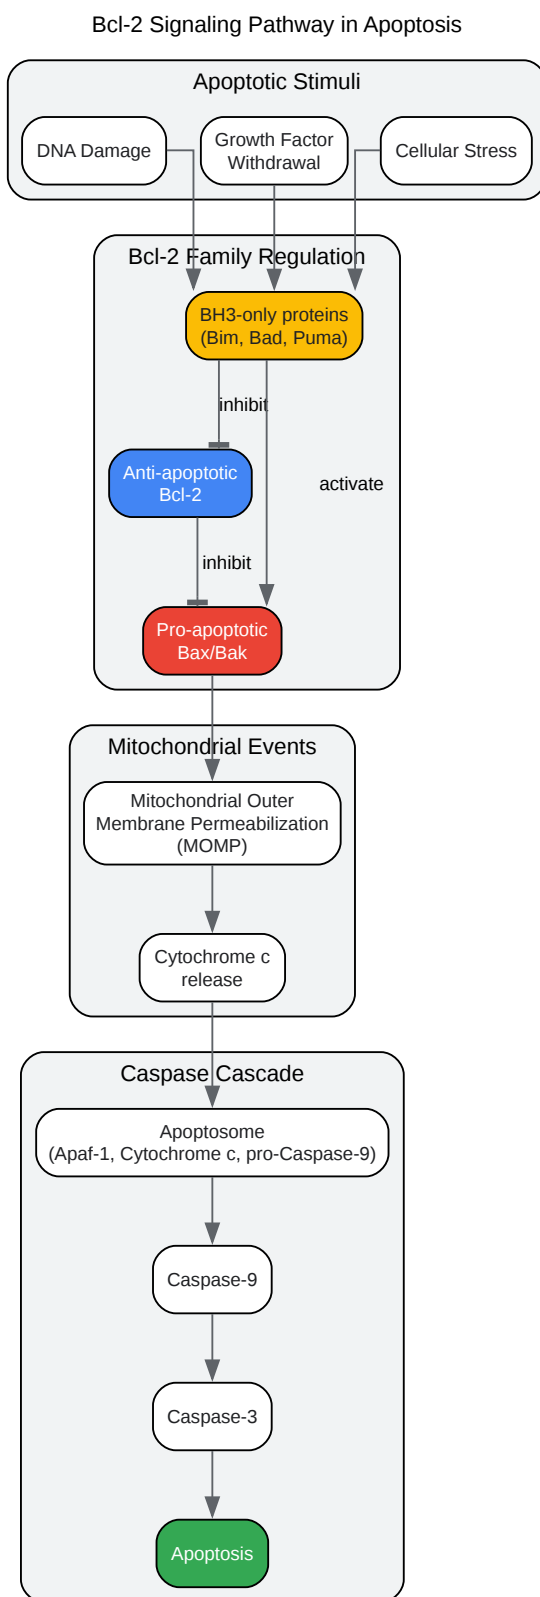 Bcl-2 Signaling Pathway in Apoptosis
Apoptotic Stimuli
DNA Damage
Growth Factor
Withdrawal
Cellular Stress
Bcl-2 Family Regulation
BH3-only proteins
(Bim, Bad, Puma)
inhibit
Anti-apoptotic
Bcl-2
activate
inhibit
Pro-apoptotic
Bax/Bak
Mitochondrial Events
Mitochondrial Outer
Membrane Permeabilization
(MOMP)
Cytochrome c
release
Caspase Cascade
Apoptosome
(Apaf-1, Cytochrome c, pro-Caspase-9)
Caspase-9
Caspase-3
Apoptosis